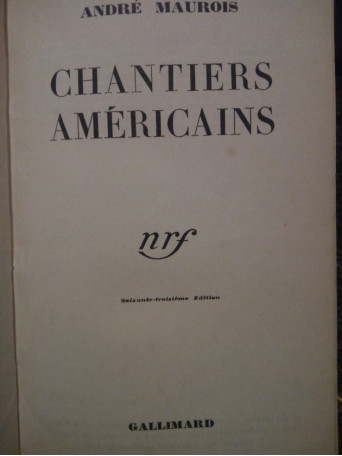 ANDRÉ MAUROIS
CHANTIERS
AMÉRICAINS
nrf
Soixante-troisième Édition
GALLIMARD